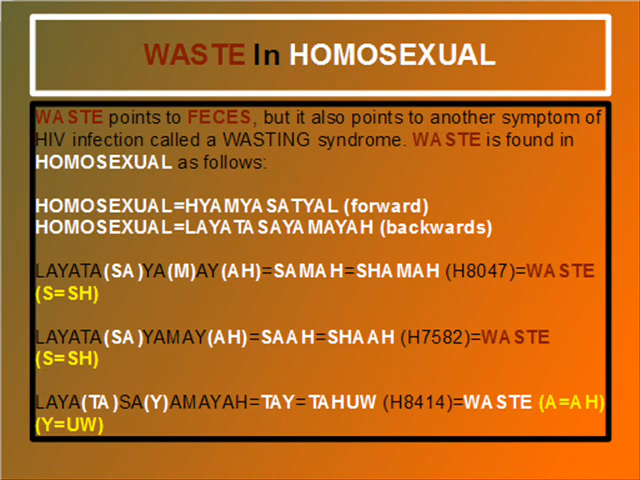 WASTE In HOMOSEXUAL
WASTE points to FECES, but it also points to another symptom of
HIV infection called a WASTING syndrome. WASTE is found in
HOMOSEXUAL as follows:
HOMOSEXUAL=HYAMYASATYAL (forward)
HOMOSEXUAL=LAYATASAYAMAYAH (backwards)
LAYATA(SA)YA(M)AY(AH)=SAMAH=SHAMAH (H8047)=WASTE
(S=SH)
LAYATA(SA)YAMAY(AH)=SAAH=SHAAH (H7582)=WASTE
(S=SH)
LAYA(TA)SA(Y)AMAYAH=TAY=TAHUW (H8414)=WASTE (A=AH)
(Y=UW)